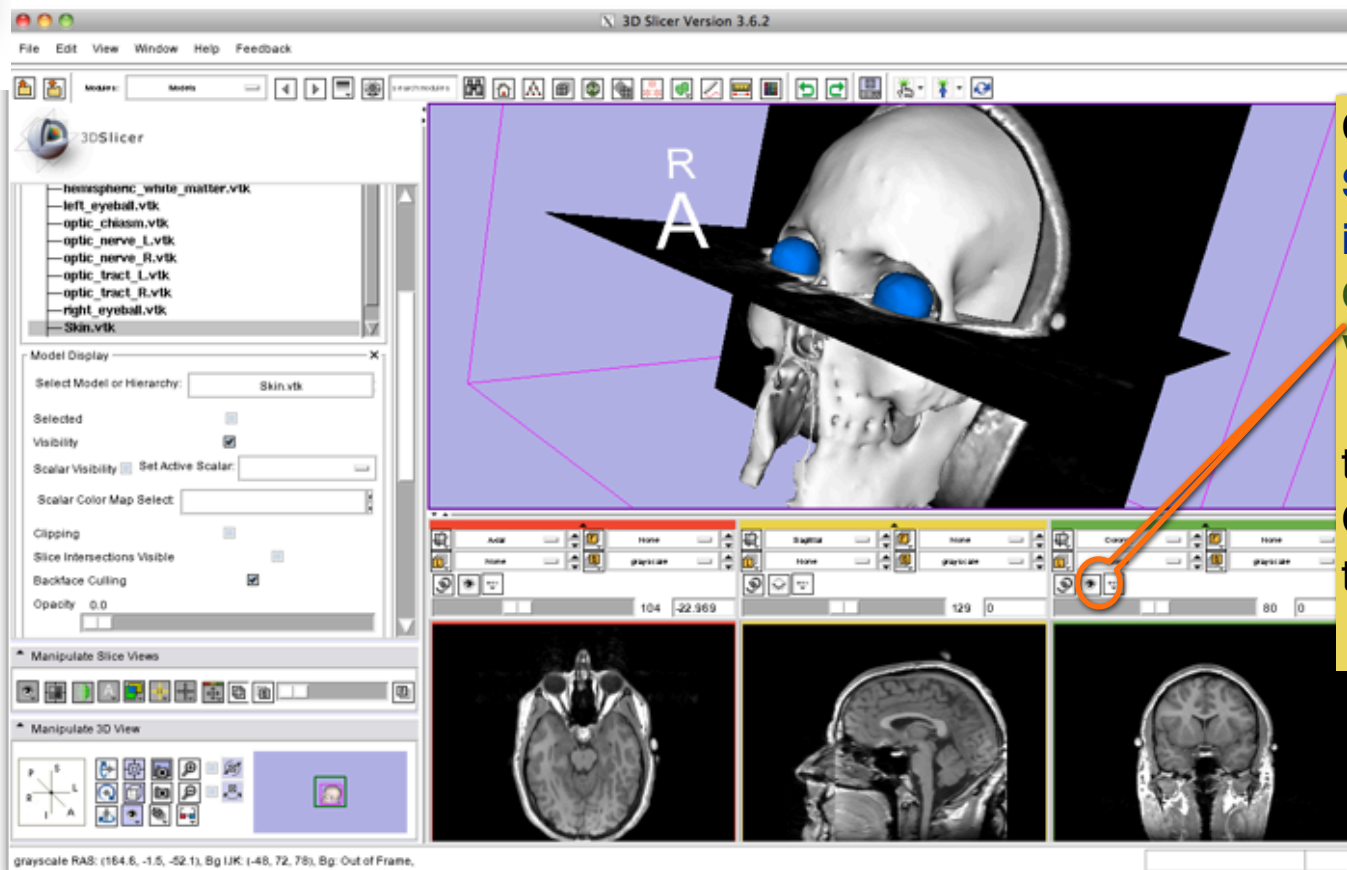 3D Slicer Version 3.6.2
File Edit View Window Help Feedback
Modules: Models
search modules
3DSlicer
hemispheric_white_matter.vtk
left_eyeball.vtk
optic_chiasm.vtk
optic_nerve_L.vtk
optic_nerve_R.vtk
optic_tract_L.vtk
optic_tract_R.vtk
right_eyeball.vtk
Skin.vtk
Model Display
Select Model or Hierarchy: Skin.vtk
Selected
Visibility
Scalar Visibility Set Active Scalar:
Scalar Color Map Select:
Clipping
Slice Intersections Visible
Backface Culling
Opacity 0.0
Manipulate Slice Views
Manipulate 3D View
P S
R L
I A
R
A
Axial None
None grayscale
104 -22.969
Sagittal None
None grayscale
129 0
None
None grayscale
80 0
grayscale RAS: (164.6, -1.5, -52.1), Bg IJK: (-48, 72, 78), Bg: Out of Frame,